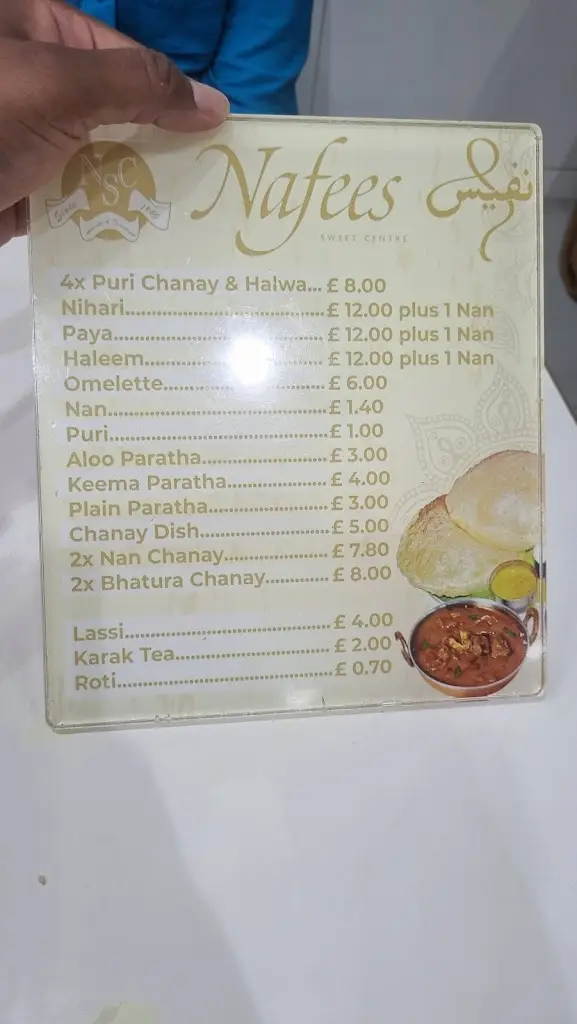 NSC
Since 1960
Nafees
نفیس
SWEET CENTRE
4x Puri Chanay & Halwa... £ 8.00
Nihari................................. £ 12.00 plus 1 Nan
Paya................................... £ 12.00 plus 1 Nan
Haleem.............................. £ 12.00 plus 1 Nan
Omelette........................... £ 6.00
Nan..................................... £ 1.40
Puri..................................... £ 1.00
Aloo Paratha..................... £ 3.00
Keema Paratha................. £ 4.00
Plain Paratha.................... £ 3.00
Chanay Dish...................... £ 5.00
2x Nan Chanay................. £ 7.80
2x Bhatura Chanay........... £ 8.00
Lassi................................... £ 4.00
Karak Tea.......................... £ 2.00
Roti.................................... £ 0.70